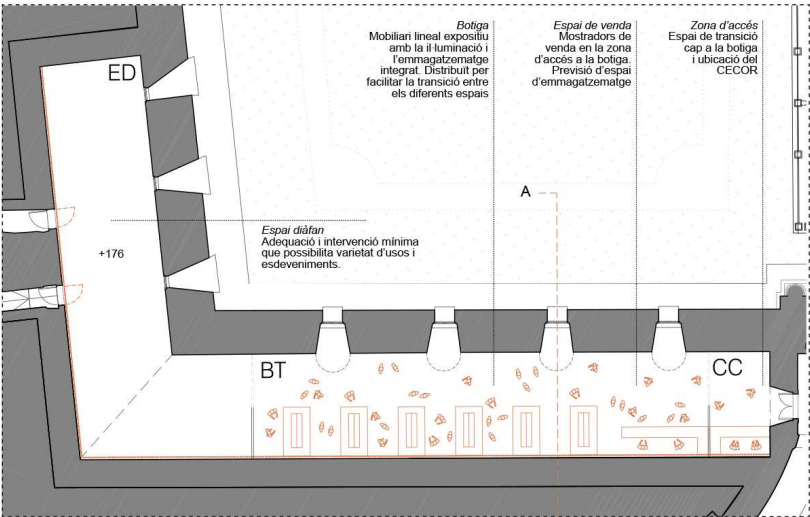 Botiga
Mobiliari lineal expositiu
amb la il·luminació i
l'emmagatzematge
integrat. Distribuït per
facilitar la transició entre
els diferents espais
Espai de venda
Mostradors de
venda en la zona
d'accés a la botiga.
Previsió d'espai
d'emmagatzematge
Zona d'accés
Espai de transició
cap a la botiga
i ubicació del
CECOR
ED
A
Espai diàfan
Adequació i intervenció mínima
que possibilita varietat d'usos i
esdeveniments.
+176
BT
CC